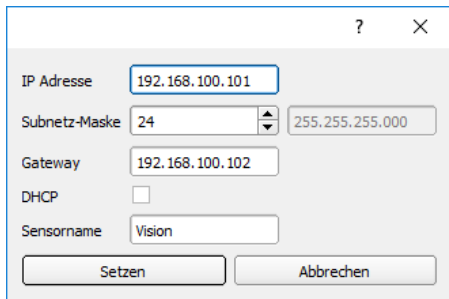 ?
IP Adresse 192.168.100.101
Subnetz-Maske 24 255.255.255.000
Gateway 192.168.100.102
DHCP
Sensorname Vision
Setzen Abbrechen